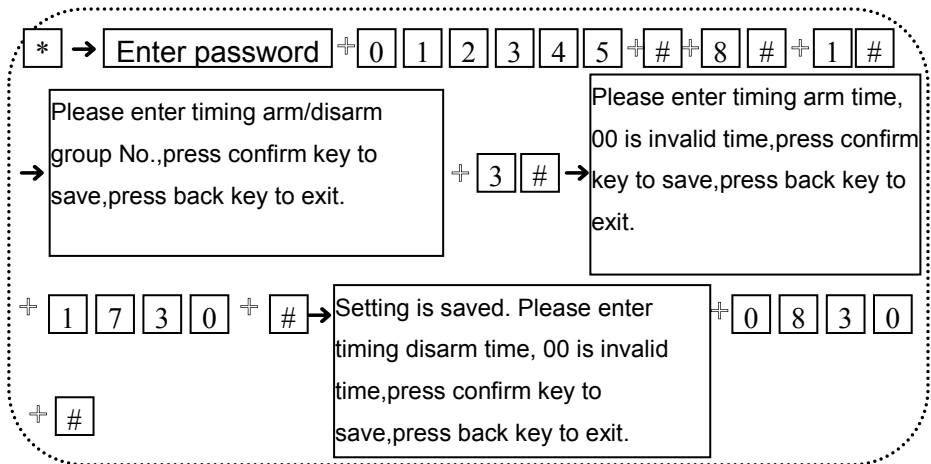 * → Enter password + 0 1 2 3 4 5 + # + 8 # + 1 #
→ Please enter timing arm/disarm
group No.,press confirm key to
save,press back key to exit.
+ 3 # →
Please enter timing arm time,
00 is invalid time,press confirm
key to save,press back key to
exit.
+ 1 7 3 0 + # →
Setting is saved. Please enter
timing disarm time, 00 is invalid
time,press confirm key to
save,press back key to exit.
+ 0 8 3 0
+ #